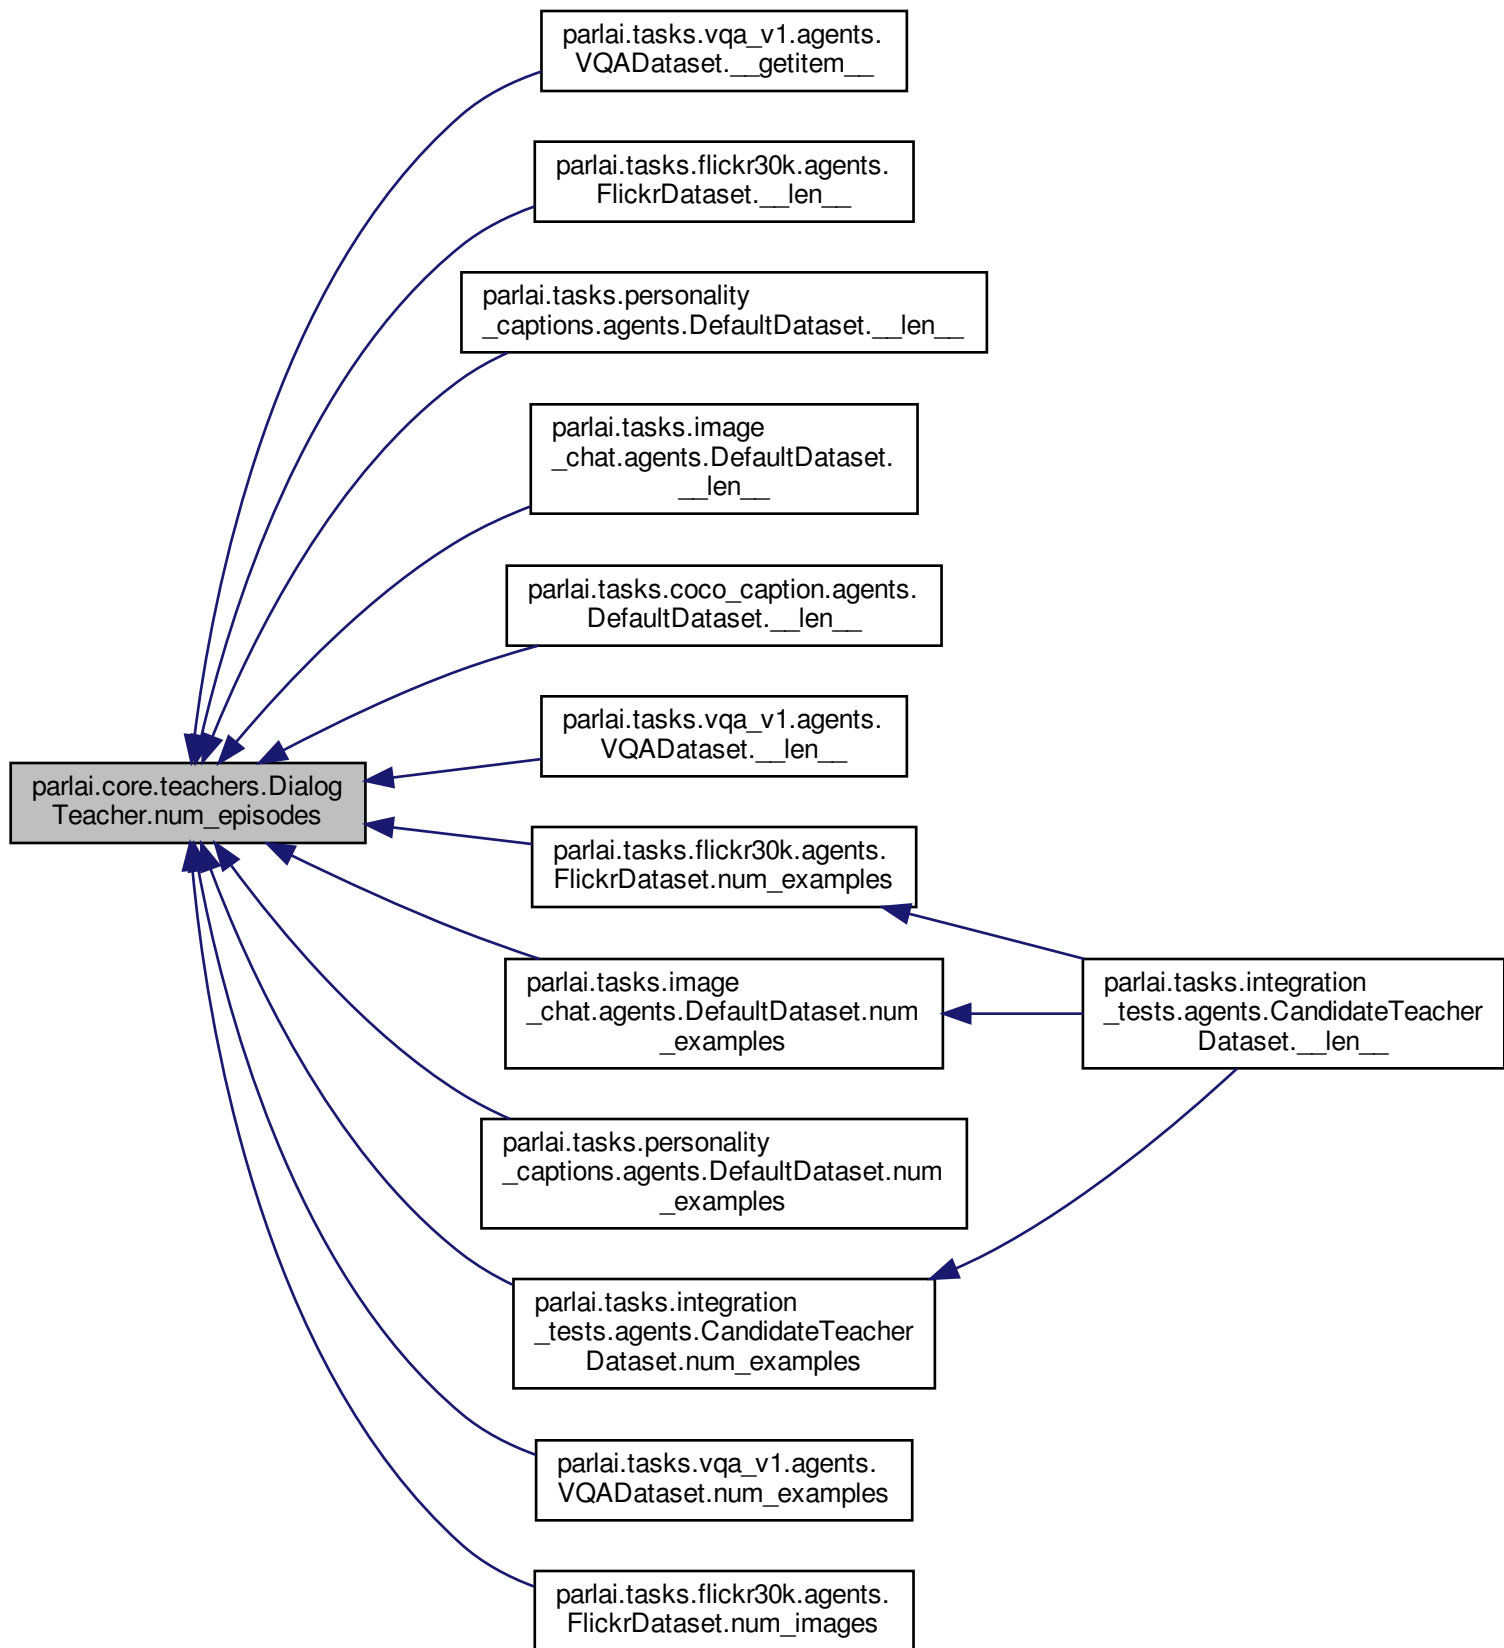 parlai.tasks.vqa_v1.agents.
VQADataset.__getitem__
parlai.tasks.flickr30k.agents.
FlickrDataset.__len__
parlai.tasks.personality
_captions.agents.DefaultDataset.__len__
parlai.tasks.image
_chat.agents.DefaultDataset.
__len__
parlai.tasks.coco_caption.agents.
DefaultDataset.__len__
parlai.tasks.vqa_v1.agents.
VQADataset.__len__
parlai.core.teachers.Dialog
Teacher.num_episodes
parlai.tasks.flickr30k.agents.
FlickrDataset.num_examples
parlai.tasks.image
_chat.agents.DefaultDataset.num
_examples
parlai.tasks.integration
_tests.agents.CandidateTeacher
Dataset.__len__
parlai.tasks.personality
_captions.agents.DefaultDataset.num
_examples
parlai.tasks.integration
_tests.agents.CandidateTeacher
Dataset.num_examples
parlai.tasks.vqa_v1.agents.
VQADataset.num_examples
parlai.tasks.flickr30k.agents.
FlickrDataset.num_images